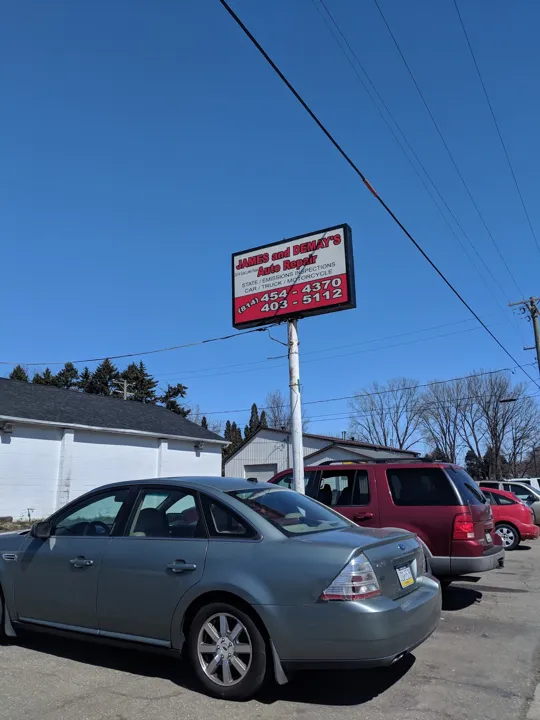 JAMES and DEMAY'S
Auto Repair
STATE / EMISSIONS INSPECTIONS
CAR / TRUCK / MOTORCYCLE
(814) 454 - 4370
403 - 5112